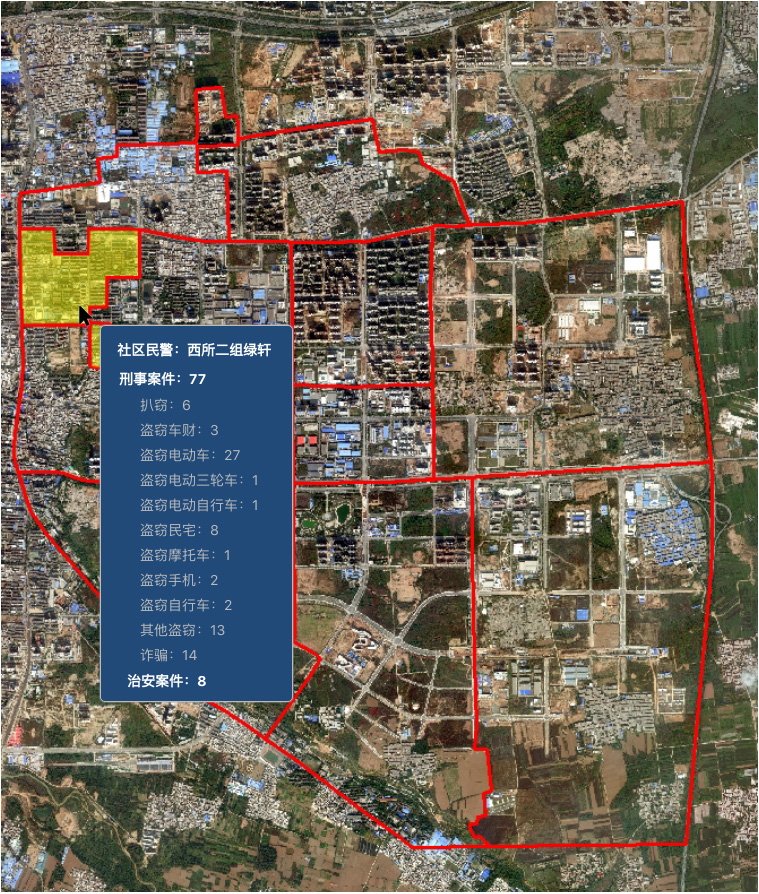 社区民警：西所二组绿轩
刑事案件：77
扒窃：6
盗窃车财：3
盗窃电动车：27
盗窃电动三轮车：1
盗窃电动自行车：1
盗窃民宅：8
盗窃摩托车：1
盗窃手机：2
盗窃自行车：2
其他盗窃：13
诈骗：14
治安案件：8